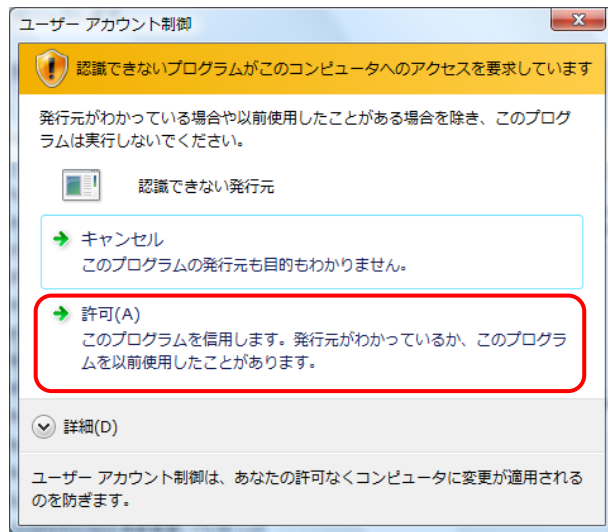 ユーザー アカウント制御
認識できないプログラムがこのコンピュータへのアクセスを要求しています
発行元がわかっている場合や以前使用したことがある場合を除き、このプログ
ラムは実行しないでください。
認識できない発行元
キャンセル
このプログラムの発行元も目的もわかりません。
許可(A)
このプログラムを信用します。発行元がわかっているか、このプログラ
ムを以前使用したことがあります。
詳細(D)
ユーザー アカウント制御は、あなたの許可なくコンピュータに変更が適用される
のを防ぎます。